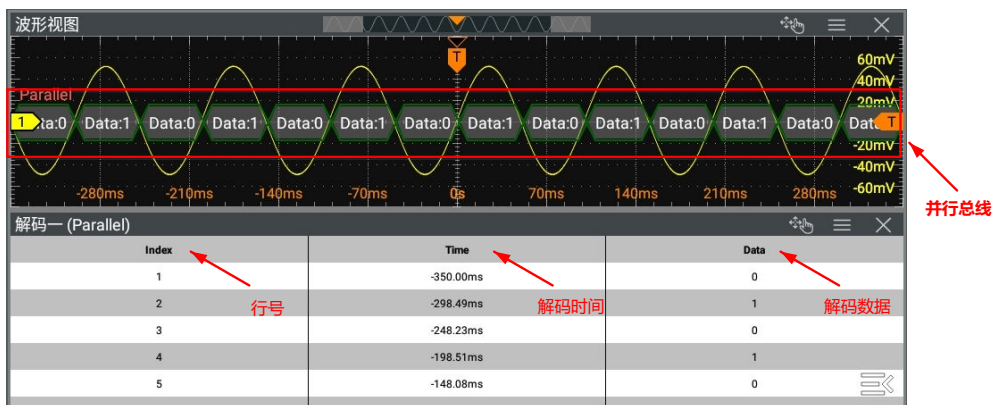 波形视图
T
60mV
40mV
Parallel
20mV
1 ta:0 Data:1 Data:0 Data:1 Data:0 Data:1 Data:0 Data:1 Data:0 Data:1 Data:0 Data:1 Data:0 Dat T
-20mV
-40mV
-280ms -210ms -140ms -70ms 0s 70ms 140ms 210ms 280ms -60mV
并行总线
解码一 (Parallel)
Index Time Data
1 -350.00ms 0
行号 解码时间 解码数据
2 -298.49ms 1
3 -248.23ms 0
4 -198.51ms 1
5 -148.08ms 0